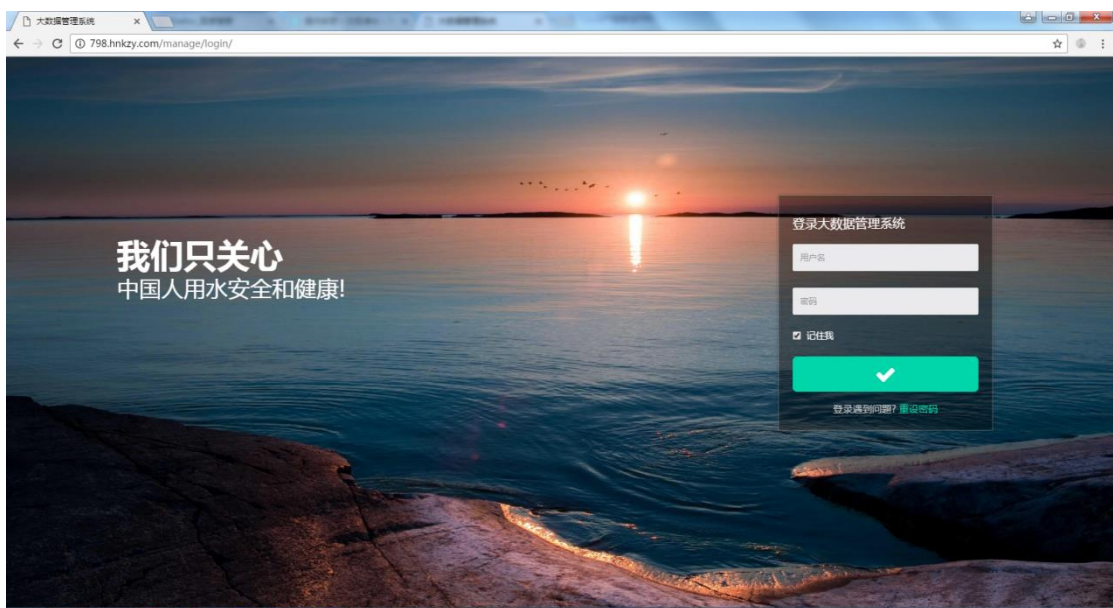 大数据管理系统
798.hnkzy.com/manage/login/
我们只关心
中国人用水安全和健康!
登录大数据管理系统
用户名
密码
记住我
登录遇到问题? 重设密码